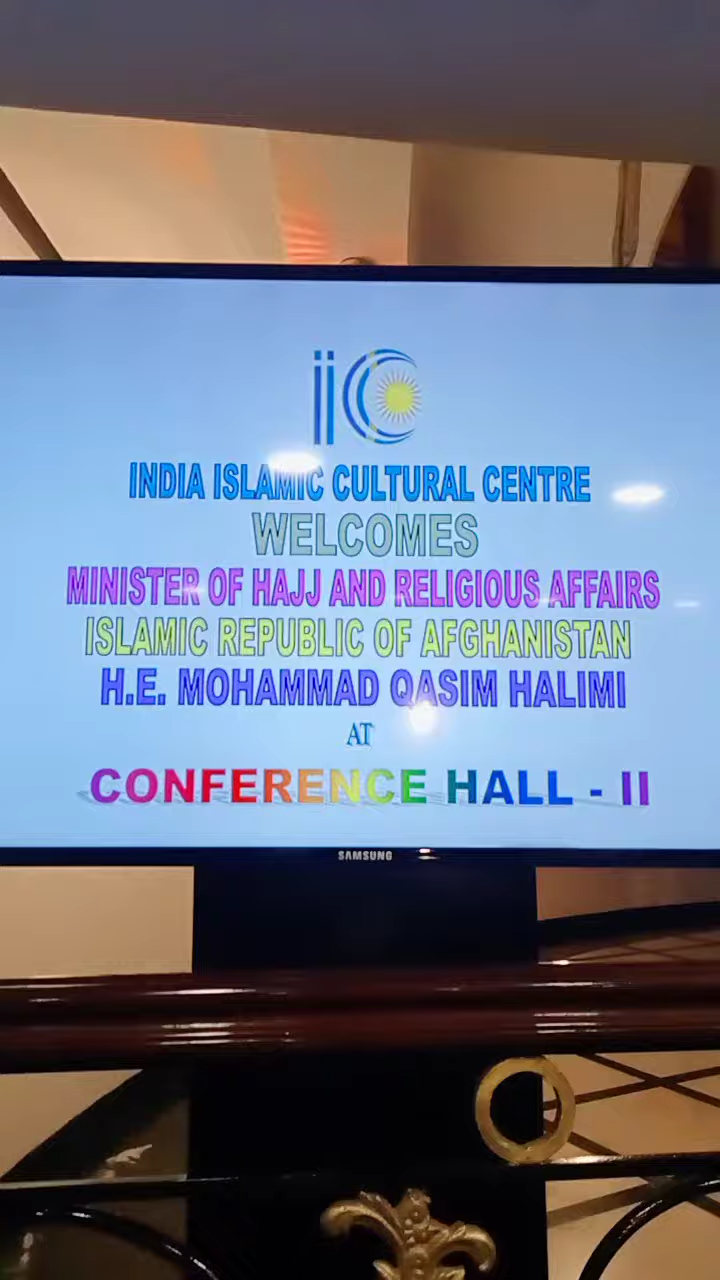 iiC
INDIA ISLAMIC CULTURAL CENTRE
WELCOMES
MINISTER OF HAJJ AND RELIGIOUS AFFAIRS
ISLAMIC REPUBLIC OF AFGHANISTAN
H.E. MOHAMMAD QASIM HALIMI
AT
CONFERENCE HALL - II
SAMSUNG